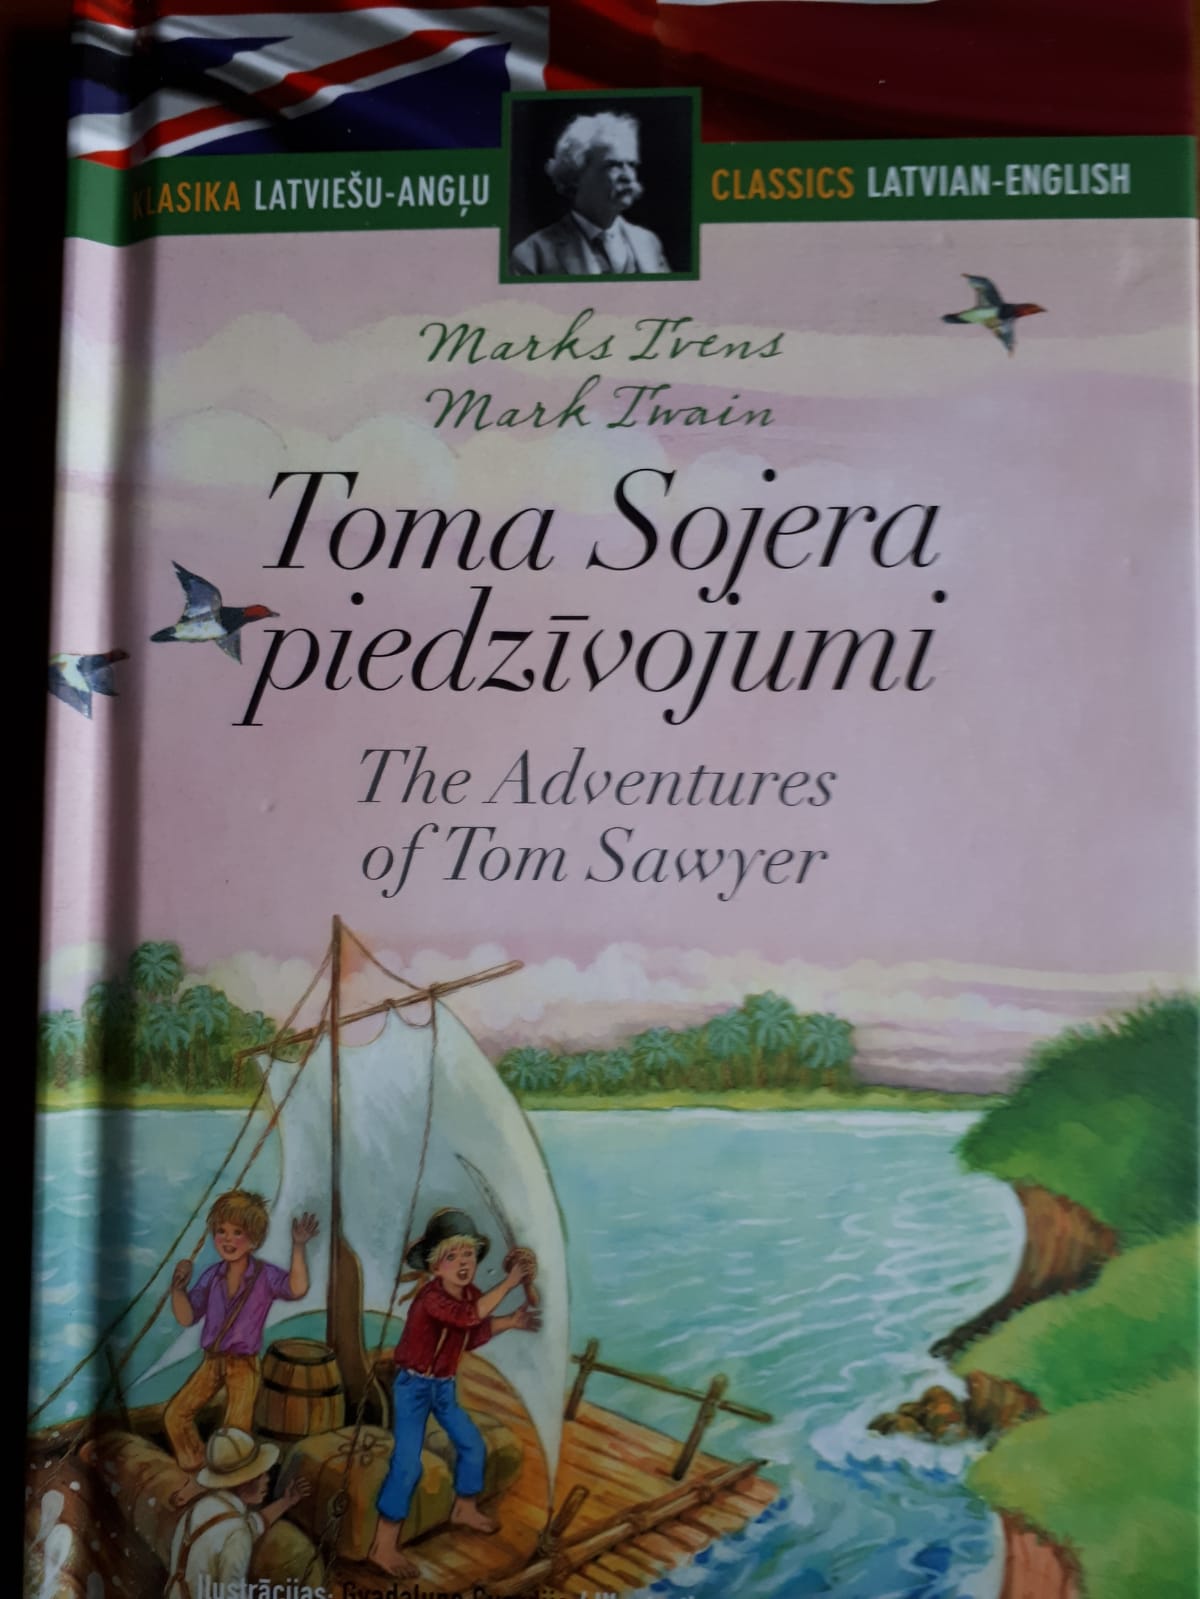 KLASIKA LATVIEŠU-ANGĻU
CLASSICS LATVIAN-ENGLISH
Marks Tvens
Mark Twain
Toma Sojera
piedzīvojumi
The Adventures
of Tom Sawyer
Ilustrācijas: